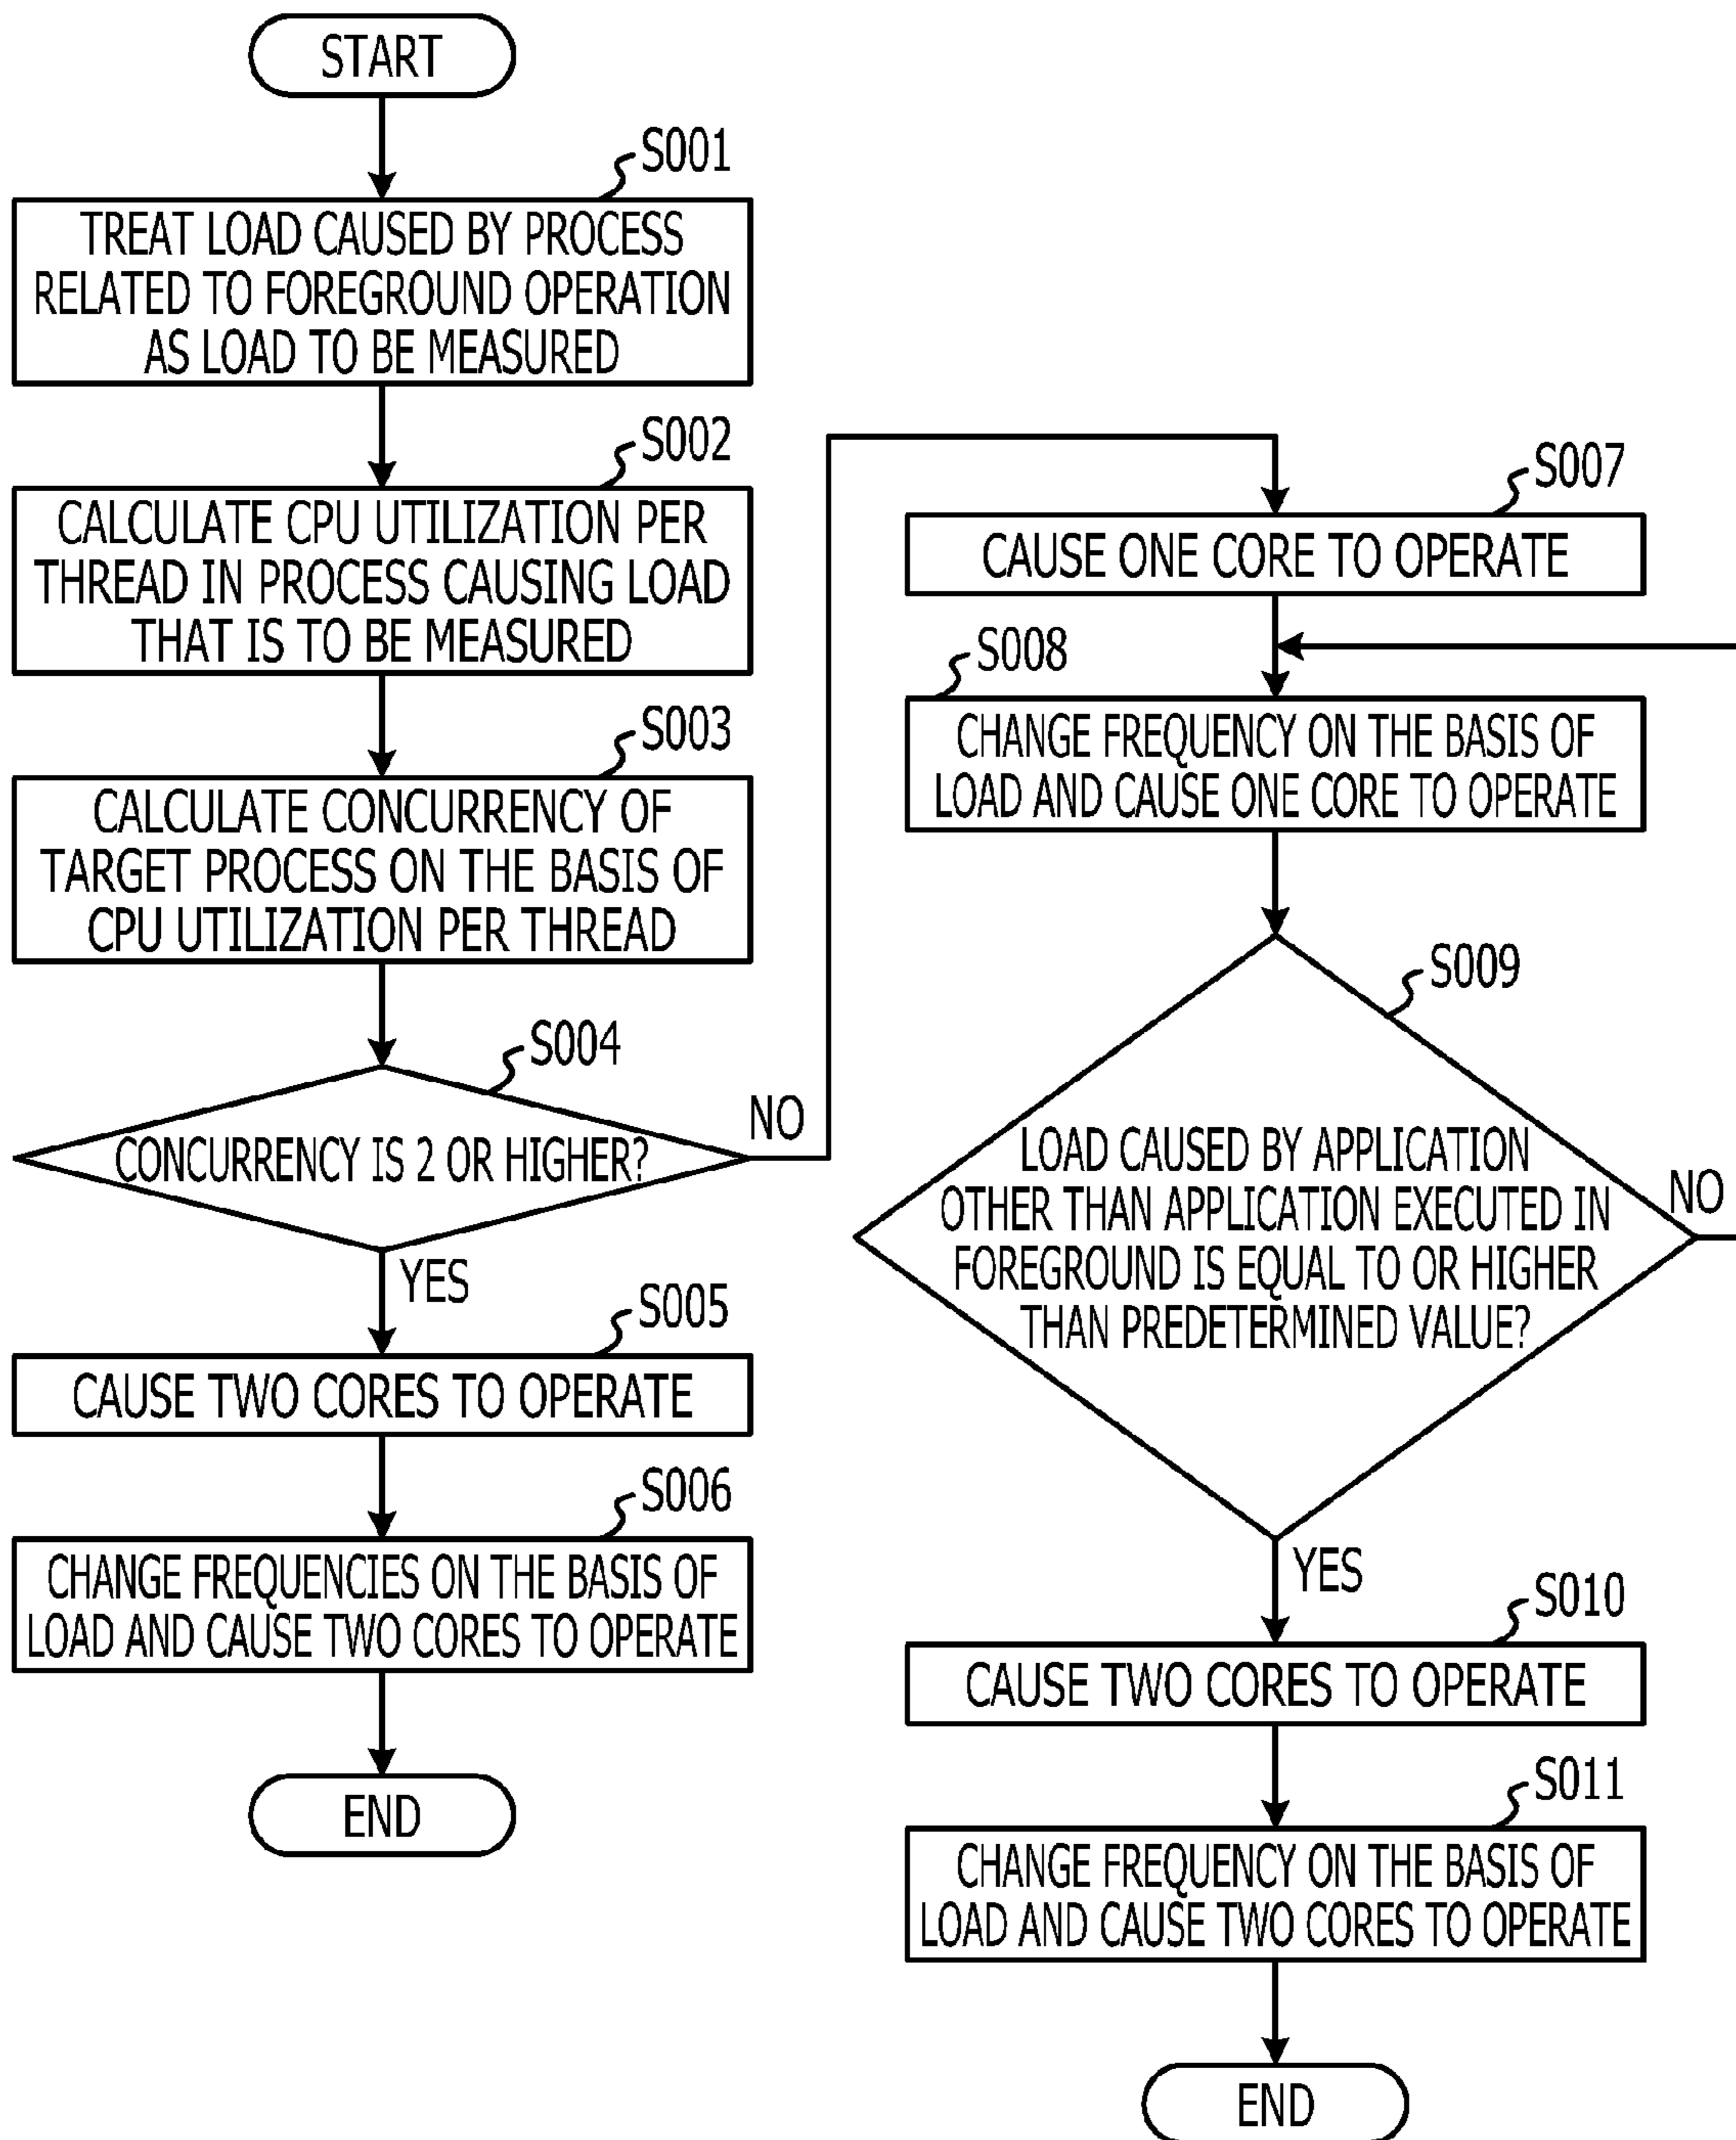 START
S001
TREAT LOAD CAUSED BY PROCESS
RELATED TO FOREGROUND OPERATION
AS LOAD TO BE MEASURED
S002
CALCULATE CPU UTILIZATION PER
THREAD IN PROCESS CAUSING LOAD
THAT IS TO BE MEASURED
S003
CALCULATE CONCURRENCY OF
TARGET PROCESS ON THE BASIS OF
CPU UTILIZATION PER THREAD
S004
CONCURRENCY IS 2 OR HIGHER?
NO
YES
S005
CAUSE TWO CORES TO OPERATE
S006
CHANGE FREQUENCIES ON THE BASIS OF
LOAD AND CAUSE TWO CORES TO OPERATE
END
S007
CAUSE ONE CORE TO OPERATE
S008
CHANGE FREQUENCY ON THE BASIS OF
LOAD AND CAUSE ONE CORE TO OPERATE
S009
LOAD CAUSED BY APPLICATION
OTHER THAN APPLICATION EXECUTED IN
FOREGROUND IS EQUAL TO OR HIGHER
THAN PREDETERMINED VALUE?
NO
YES
S010
CAUSE TWO CORES TO OPERATE
S011
CHANGE FREQUENCY ON THE BASIS OF
LOAD AND CAUSE TWO CORES TO OPERATE
END